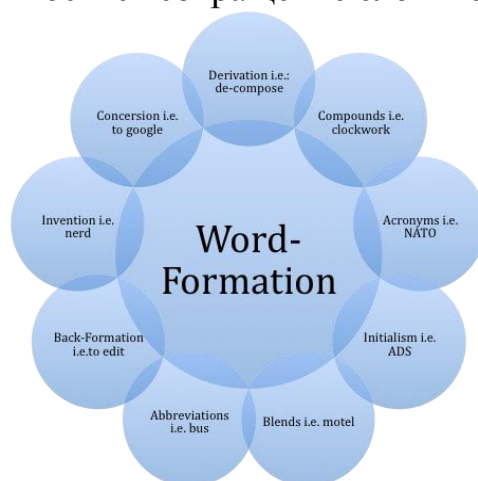 Word-
Formation
Derivation i.e.:
de-compose
Compounds i.e.
clockwork
Acronyms i.e.
NATO
Initialism i.e.
ADS
Blends i.e. motel
Abbreviations
i.e. bus
Back-Formation
i.e.to edit
Invention i.e.
nerd
Concersion i.e.
to google